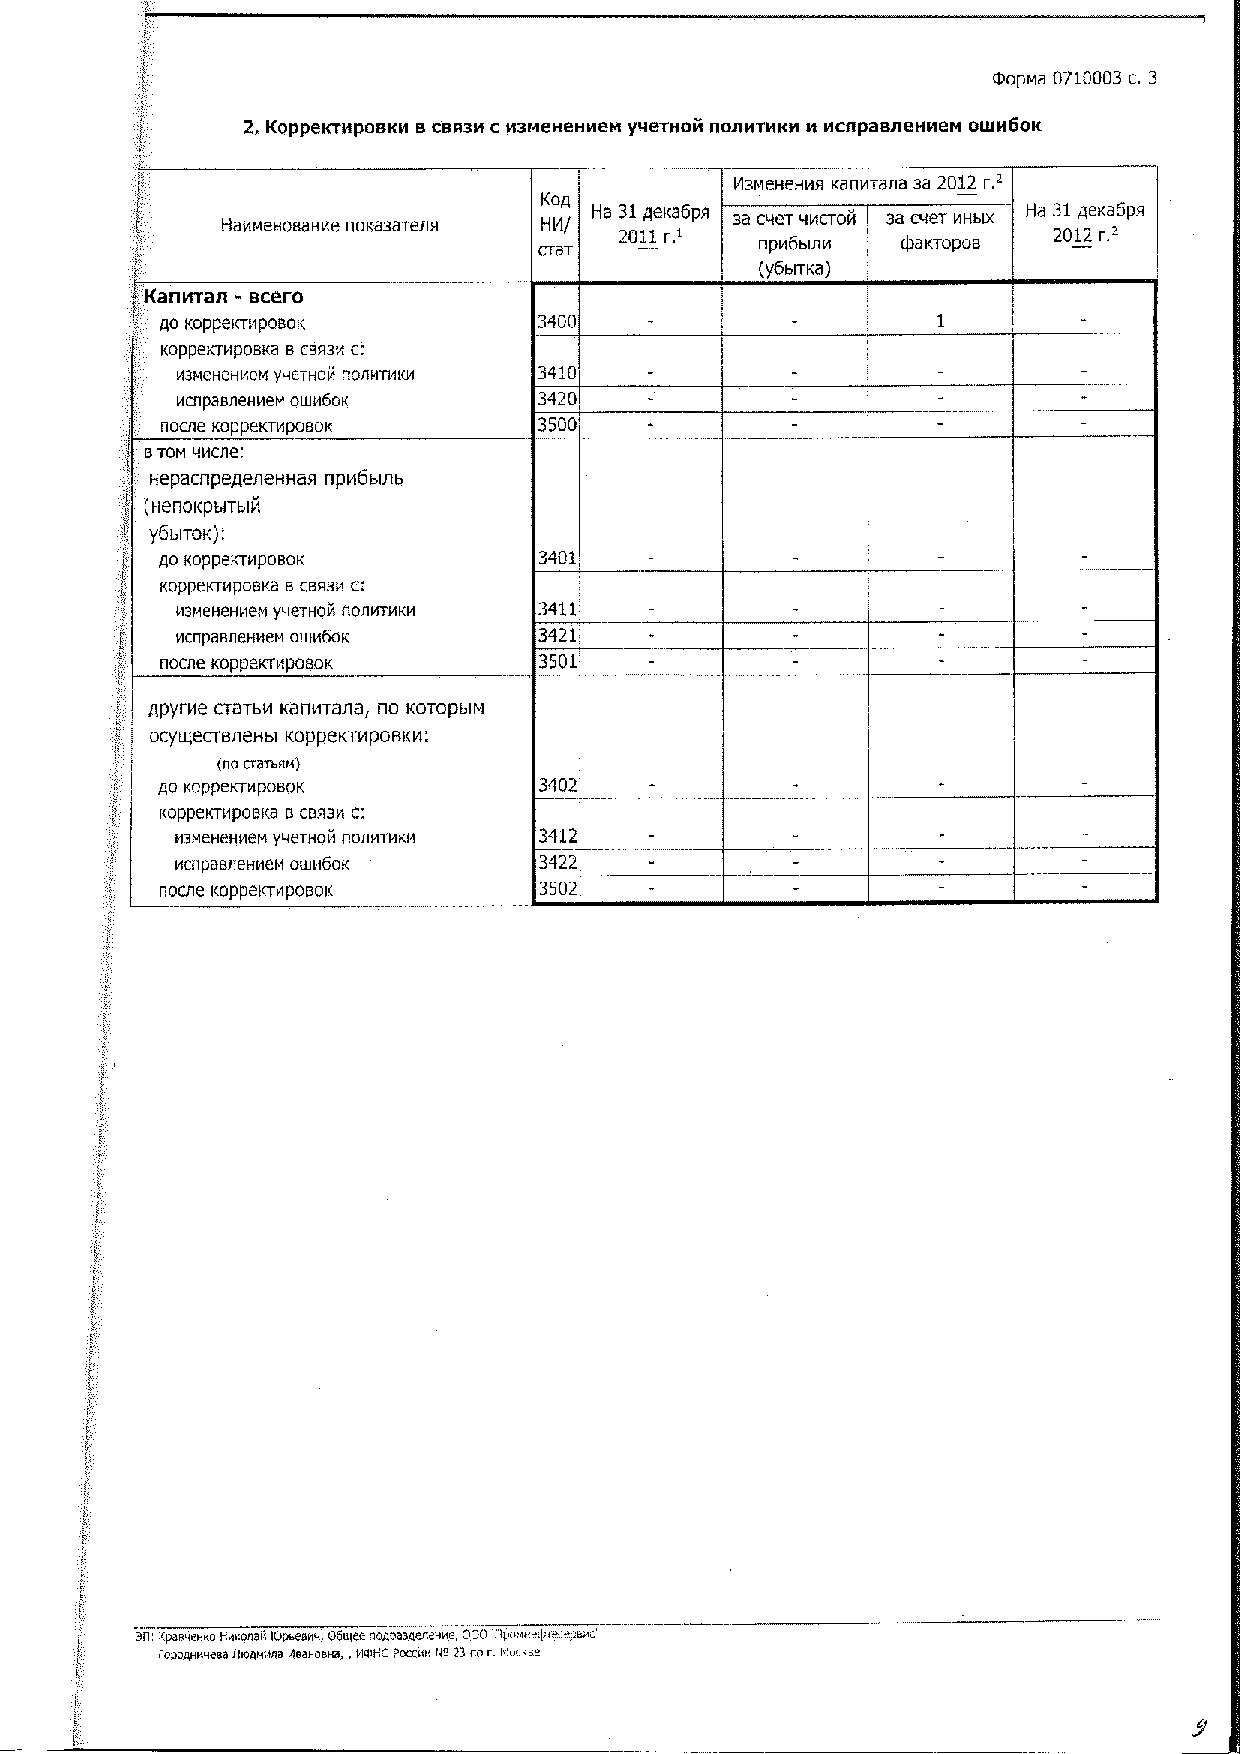 Форма 0710003 с. 3
2. Корректировки в связи с изменением учетной политики и исправлением ошибок
Наименование показателя
Код
НИ/
стат
На 31 декабря
2011 г.¹
Изменения капитала за 2012 г.²
за счет чистой
прибыли
(убытка)
за счет иных
факторов
На 31 декабря
2012 г.²
Капитал - всего
до корректировок 3400 - - 1 -
корректировка в связи с:
изменением учетной политики 3410 - - - -
исправлением ошибок 3420 - - - -
после корректировок 3500 - - - -
в том числе:
нераспределенная прибыль
(непокрытый
убыток):
до корректировок 3401 - - - -
корректировка в связи с:
изменением учетной политики 3411 - - - -
исправлением ошибок 3421 - - - -
после корректировок 3501 - - - -
другие статьи капитала, по которым
осуществлены корректировки:
(по статьям)
до корректировок 3402 - - - -
корректировка в связи с:
изменением учетной политики 3412 - - - -
исправлением ошибок 3422 - - - -
после корректировок 3502 - - - -
ЭП: Кравченко Николай Юрьевич, Общее подразделение, ООО
Городничева Людмила Ивановна, , ИФНС России № 23 по г. Москве
9